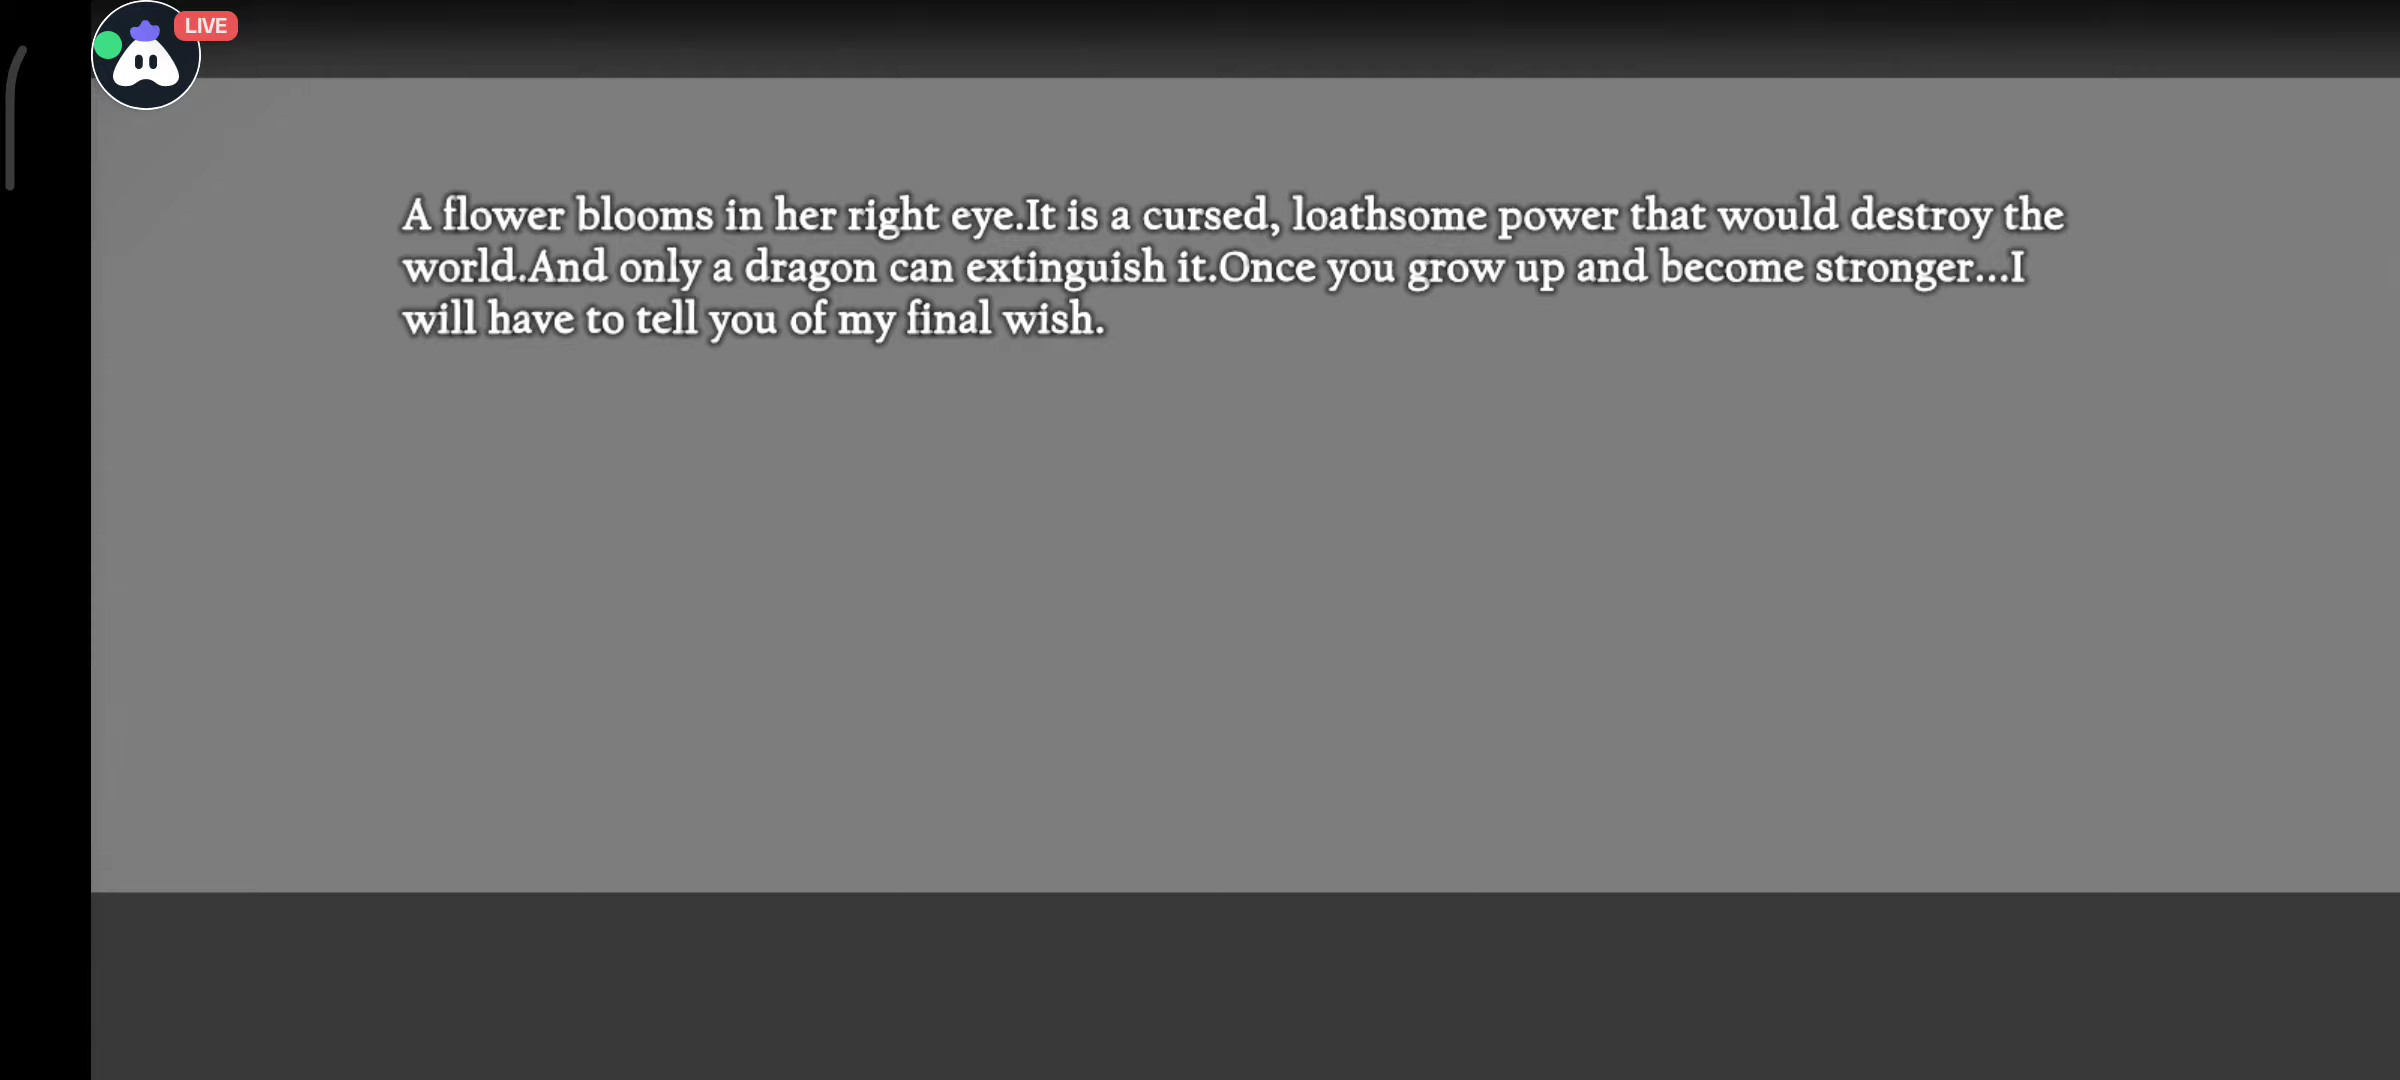 LIVE
A flower blooms in her right eye.It is a cursed, loathsome power that would destroy the
world.And only a dragon can extinguish it.Once you grow up and become stronger...I
will have to tell you of my final wish.